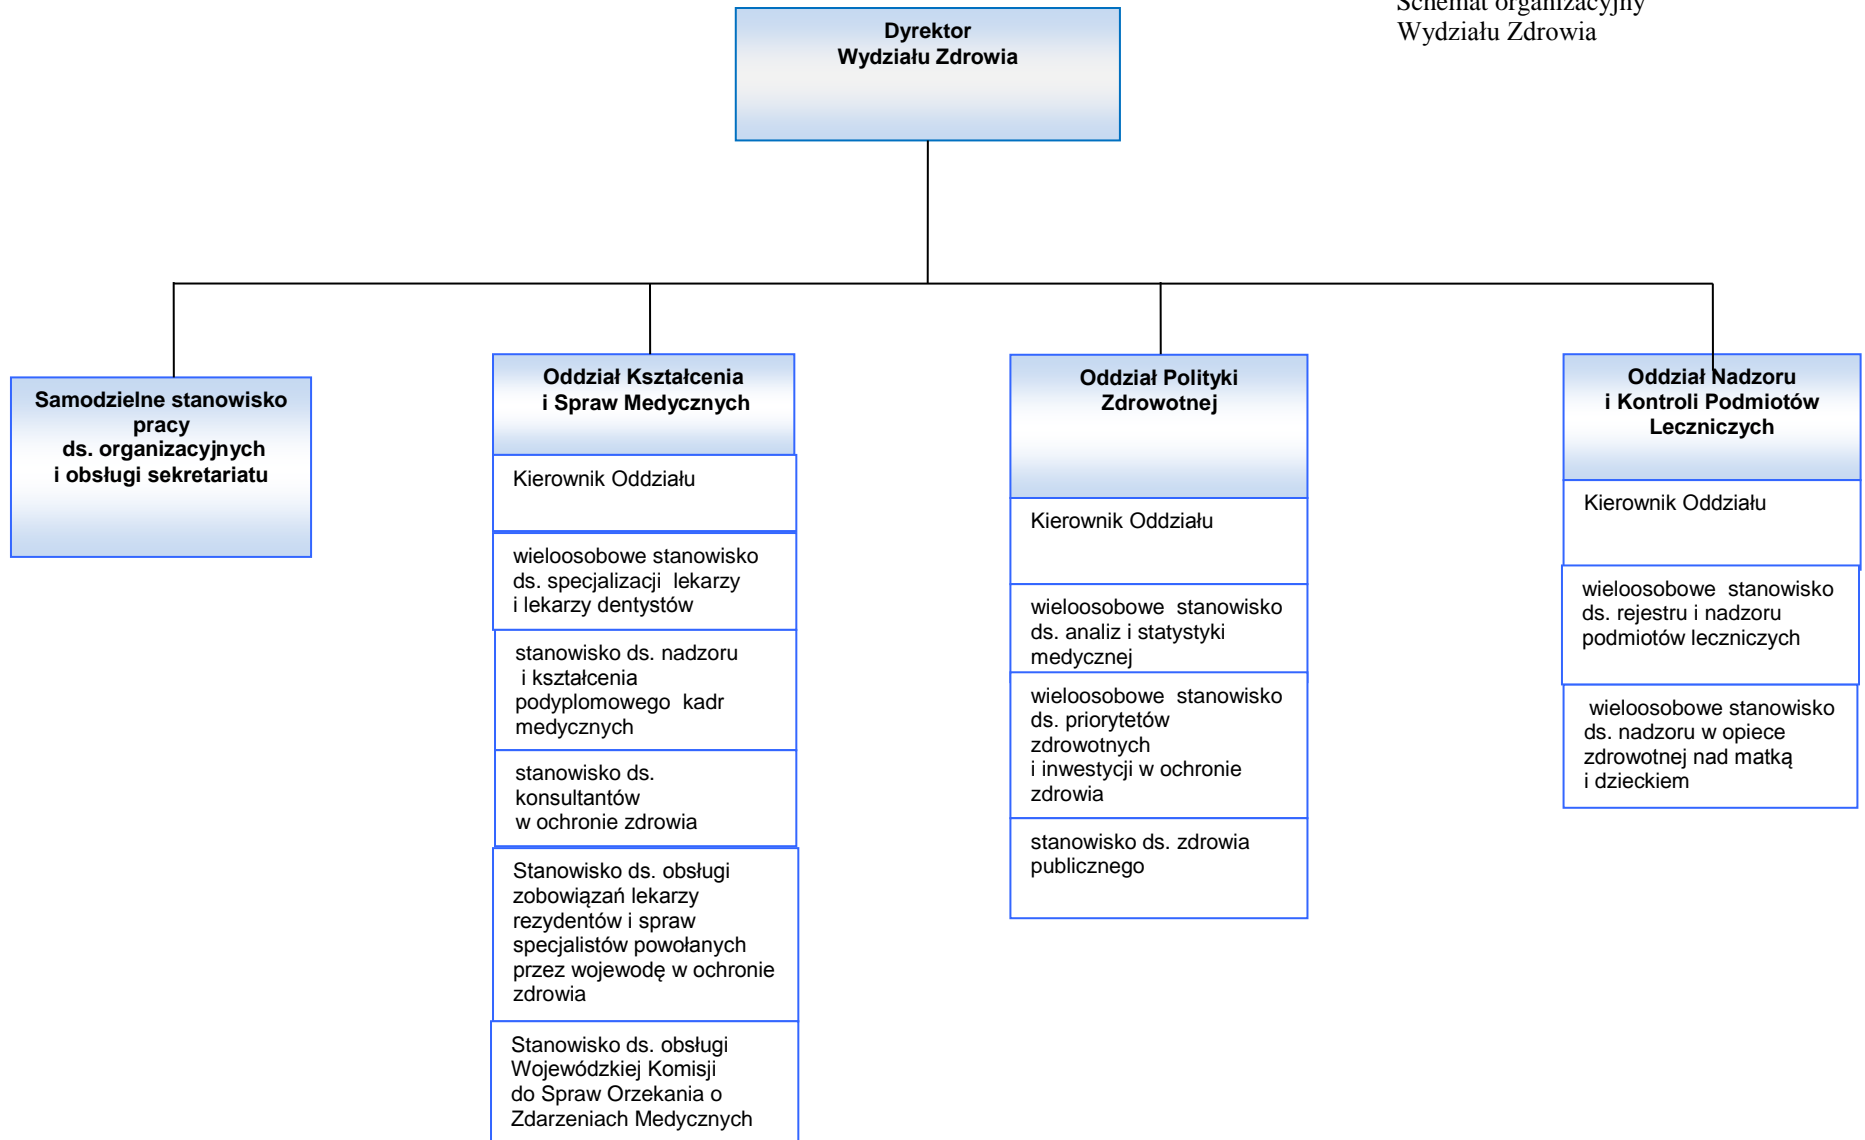 Schemat organizacyjny
Wydziału Zdrowia
Dyrektor
Wydziału Zdrowia
Samodzielne stanowisko
pracy
ds. organizacyjnych
i obsługi sekretariatu
Oddział Kształcenia
i Spraw Medycznych
Kierownik Oddziału
wieloosobowe stanowisko
ds. specjalizacji lekarzy
i lekarzy dentystów
stanowisko ds. nadzoru
i kształcenia
podyplomowego kadr
medycznych
stanowisko ds.
konsultantów
w ochronie zdrowia
Stanowisko ds. obsługi
zobowiązań lekarzy
rezydentów i spraw
specjalistów powołanych
przez wojewodę w ochronie
zdrowia
Stanowisko ds. obsługi
Wojewódzkiej Komisji
do Spraw Orzekania o
Zdarzeniach Medycznych
Oddział Polityki
Zdrowotnej
Kierownik Oddziału
wieloosobowe stanowisko
ds. analiz i statystyki
medycznej
wieloosobowe stanowisko
ds. priorytetów
zdrowotnych
i inwestycji w ochronie
zdrowia
stanowisko ds. zdrowia
publicznego
Oddział Nadzoru
i Kontroli Podmiotów
Leczniczych
Kierownik Oddziału
wieloosobowe stanowisko
ds. rejestru i nadzoru
podmiotów leczniczych
wieloosobowe stanowisko
ds. nadzoru w opiece
zdrowotnej nad matką
i dzieckiem